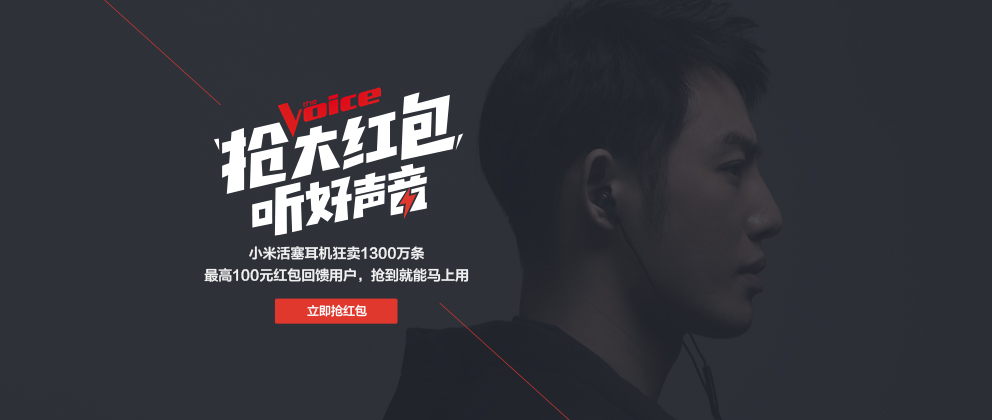 the Voice
抢大红包
听好声音
小米活塞耳机狂卖1300万条
最高100元红包回馈用户，抢到就能马上用
立即抢红包